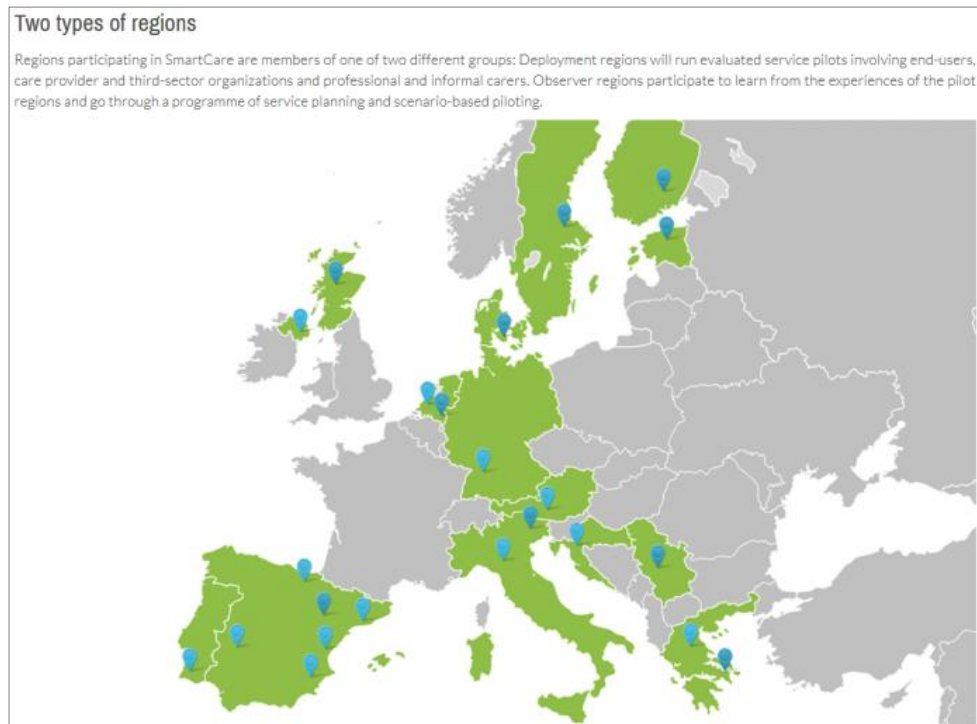 Two types of regions
Regions participating in SmartCare are members of one of two different groups: Deployment regions will run evaluated service pilots involving end-users,
care provider and third-sector organizations and professional and informal carers. Observer regions participate to learn from the experiences of the pilot
regions and go through a programme of service planning and scenario-based piloting.